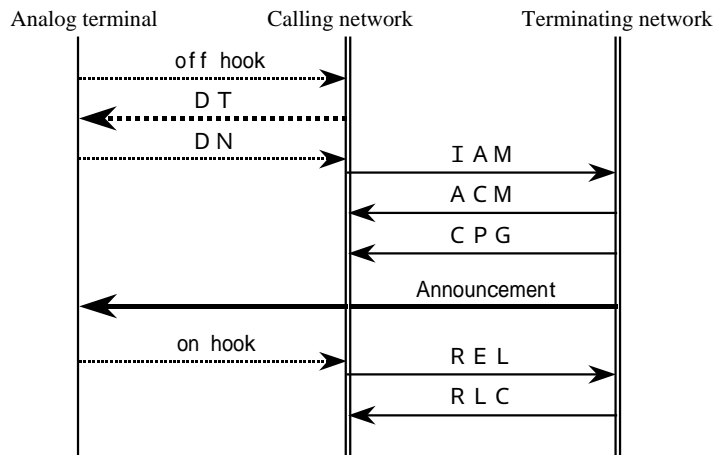 Analog terminal
Calling network
Terminating network
off hook
DT
DN
IAM
ACM
CPG
Announcement
on hook
REL
RLC